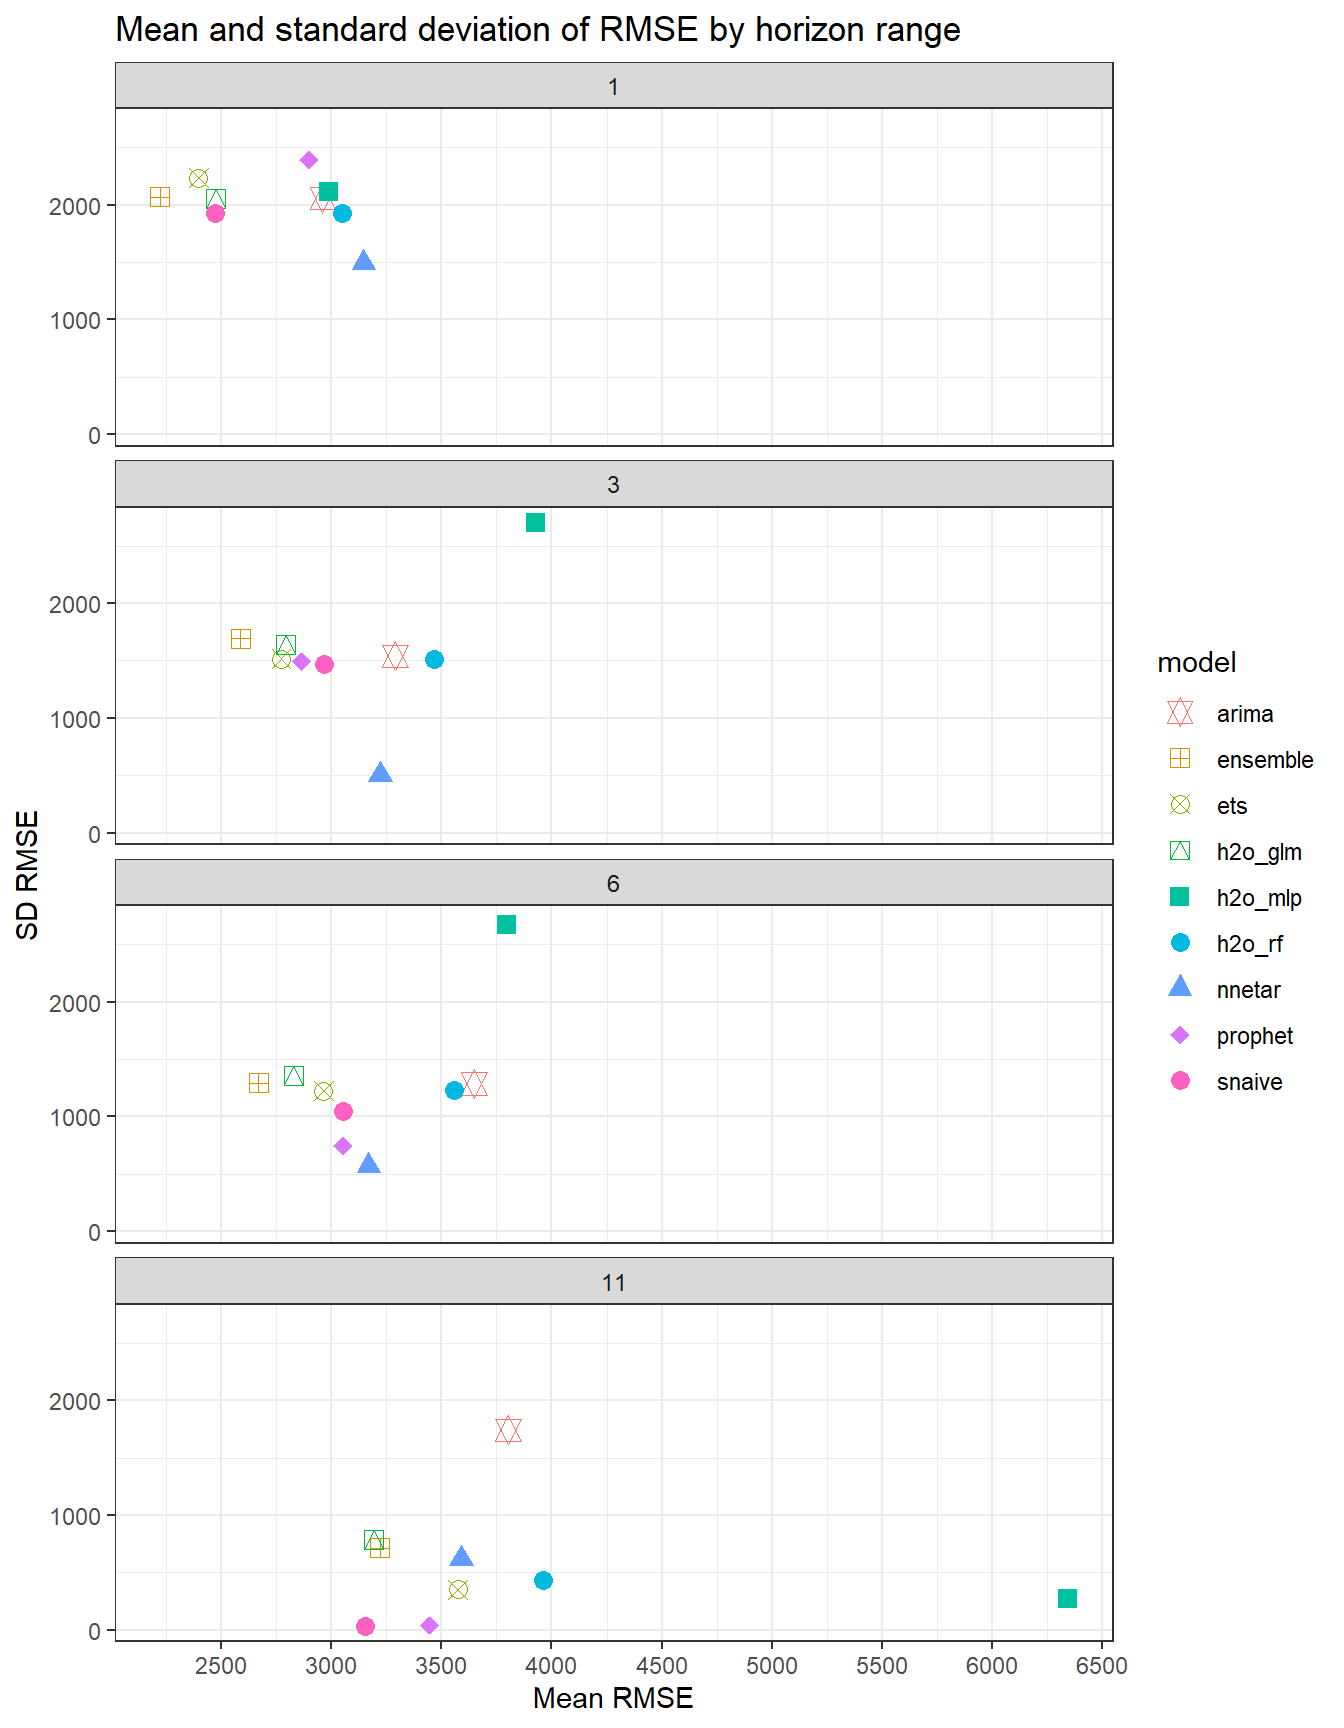 Mean and standard deviation of RMSE by horizon range
1
2000
1000
0
3
2000
1000
0
6
2000
1000
0
11
2000
1000
0
2500 3000 3500 4000 4500 5000 5500 6000 6500
Mean RMSE
SD RMSE
model
arima
ensemble
ets
h2o_glm
h2o_mlp
h2o_rf
nnetar
prophet
snaive